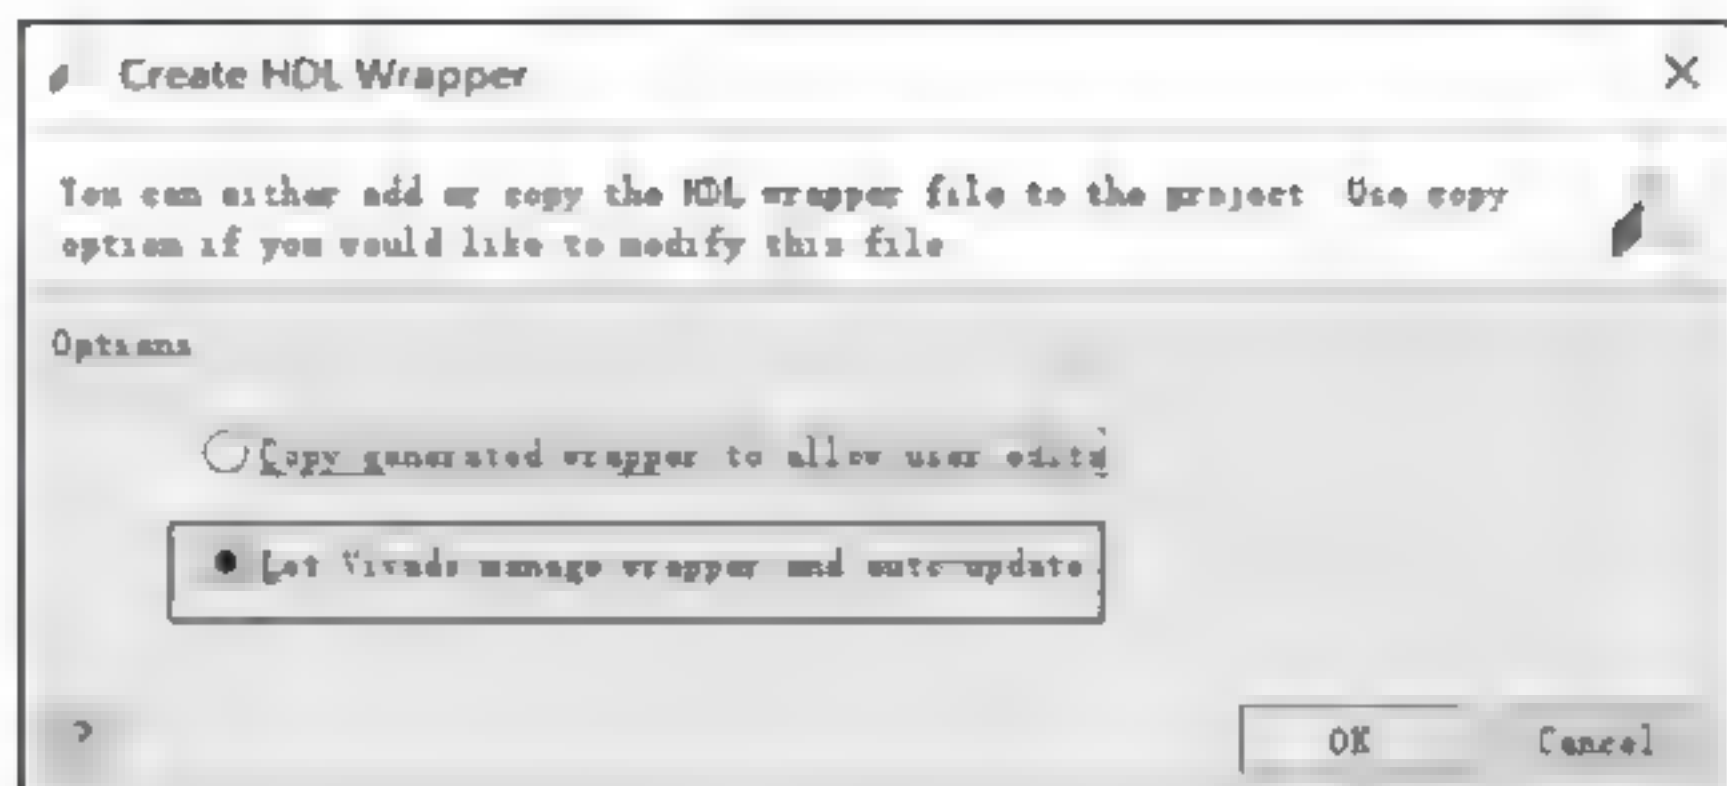 Create HDL Wrapper
You can either add or copy the HDL wrapper file to the project Use copy
option if you would like to modify this file
Options
Copy generated wrapper to allow user edits
Let Vivado manage wrapper and auto-update
?
OK
Cancel